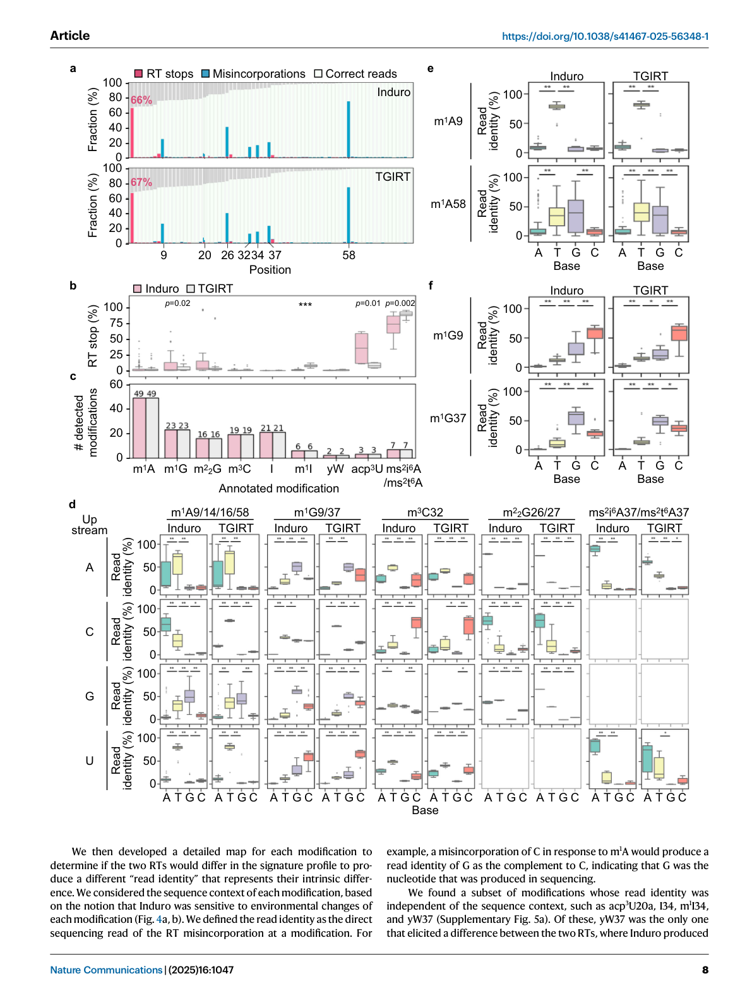 Article
https://doi.org/10.1038/s41467-025-56348-1
a
RT stops Misincorporations Correct reads
100
80
60
40
20
0
Fraction (%)
66%
Induro
100
80
60
40
20
0
Fraction (%)
67%
TGIRT
9 20 26 32 34 37 58
Position
b
Induro TGIRT
100
75
50
25
0
RT stop (%)
p=0.02 *** p=0.01 p=0.002
c
60
40
20
0
# detected
modifications
49 49 23 23 16 16 19 19 21 21 6 6 2 2 3 3 7 7
m¹A m¹G m²₂G m³C I m¹I yW acp³U ms²i⁶A
/ms²t⁶A
Annotated modification
e
Induro TGIRT
m¹A9
Read
identity (%)
100
50
0
** ** ** **
m¹A58
Read
identity (%)
100
50
0
** ** ** ** ** **
A T G C A T G C
Base Base
f
Induro TGIRT
m¹G9
Read
identity (%)
100
50
0
** ** ** ** * **
m¹G37
Read
identity (%)
100
50
0
** ** ** ** ** *
A T G C A T G C
Base Base
d
Up
stream
m¹A9/14/16/58 m¹G9/37 m³C32 m²₂G26/27 ms²i⁶A37/ms²t⁶A37
Induro TGIRT Induro TGIRT Induro TGIRT Induro TGIRT Induro TGIRT
A
Read
identity (%)
100
50
0
C
Read
identity (%)
100
50
0
G
Read
identity (%)
100
50
0
U
Read
identity (%)
100
50
0
A T G C A T G C A T G C A T G C A T G C A T G C A T G C A T G C A T G C A T G C
Base
We then developed a detailed map for each modification to
determine if the two RTs would differ in the signature profile to pro-
duce a different “read identity” that represents their intrinsic differ-
ence. We considered the sequence context of each modification, based
on the notion that Induro was sensitive to environmental changes of
each modification (Fig. 4a, b). We defined the read identity as the direct
sequencing read of the RT misincorporation at a modification. For
example, a misincorporation of C in response to m¹A would produce a
read identity of G as the complement to C, indicating that G was the
nucleotide that was produced in sequencing.
We found a subset of modifications whose read identity was
independent of the sequence context, such as acp³U20a, I34, m¹I34,
and yW37 (Supplementary Fig. 5a). Of these, yW37 was the only one
that elicited a difference between the two RTs, where Induro produced
Nature Communications | (2025)16:1047
8